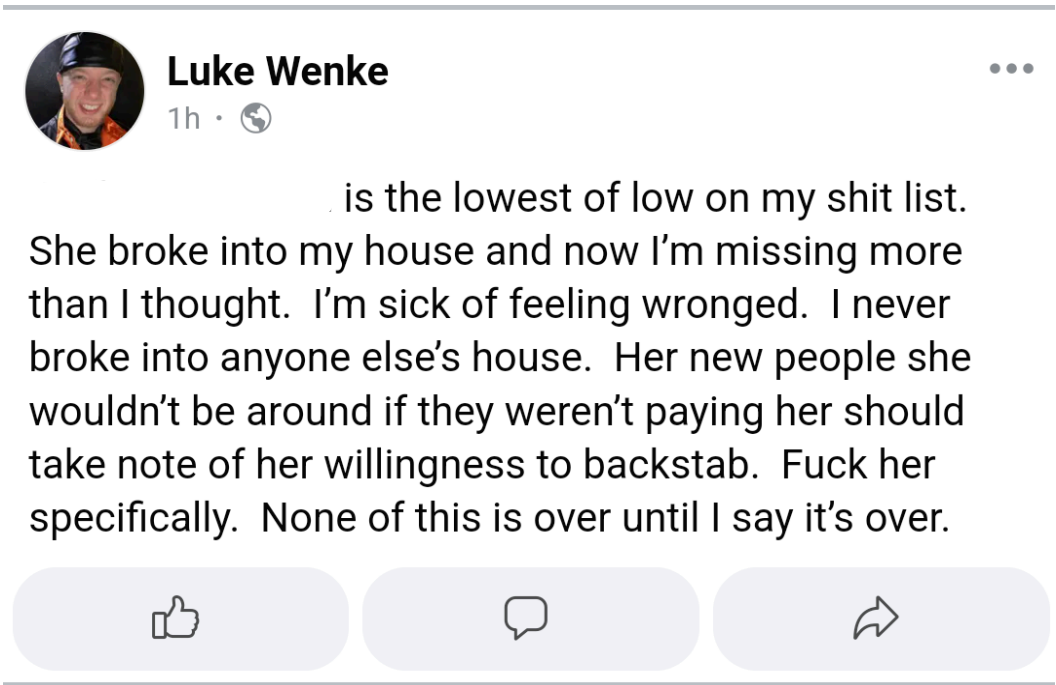 Luke Wenke
1h ·
is the lowest of low on my shit list.
She broke into my house and now I’m missing more
than I thought.  I’m sick of feeling wronged.  I never
broke into anyone else’s house.  Her new people she
wouldn’t be around if they weren’t paying her should
take note of her willingness to backstab.  Fuck her
specifically.  None of this is over until I say it’s over.